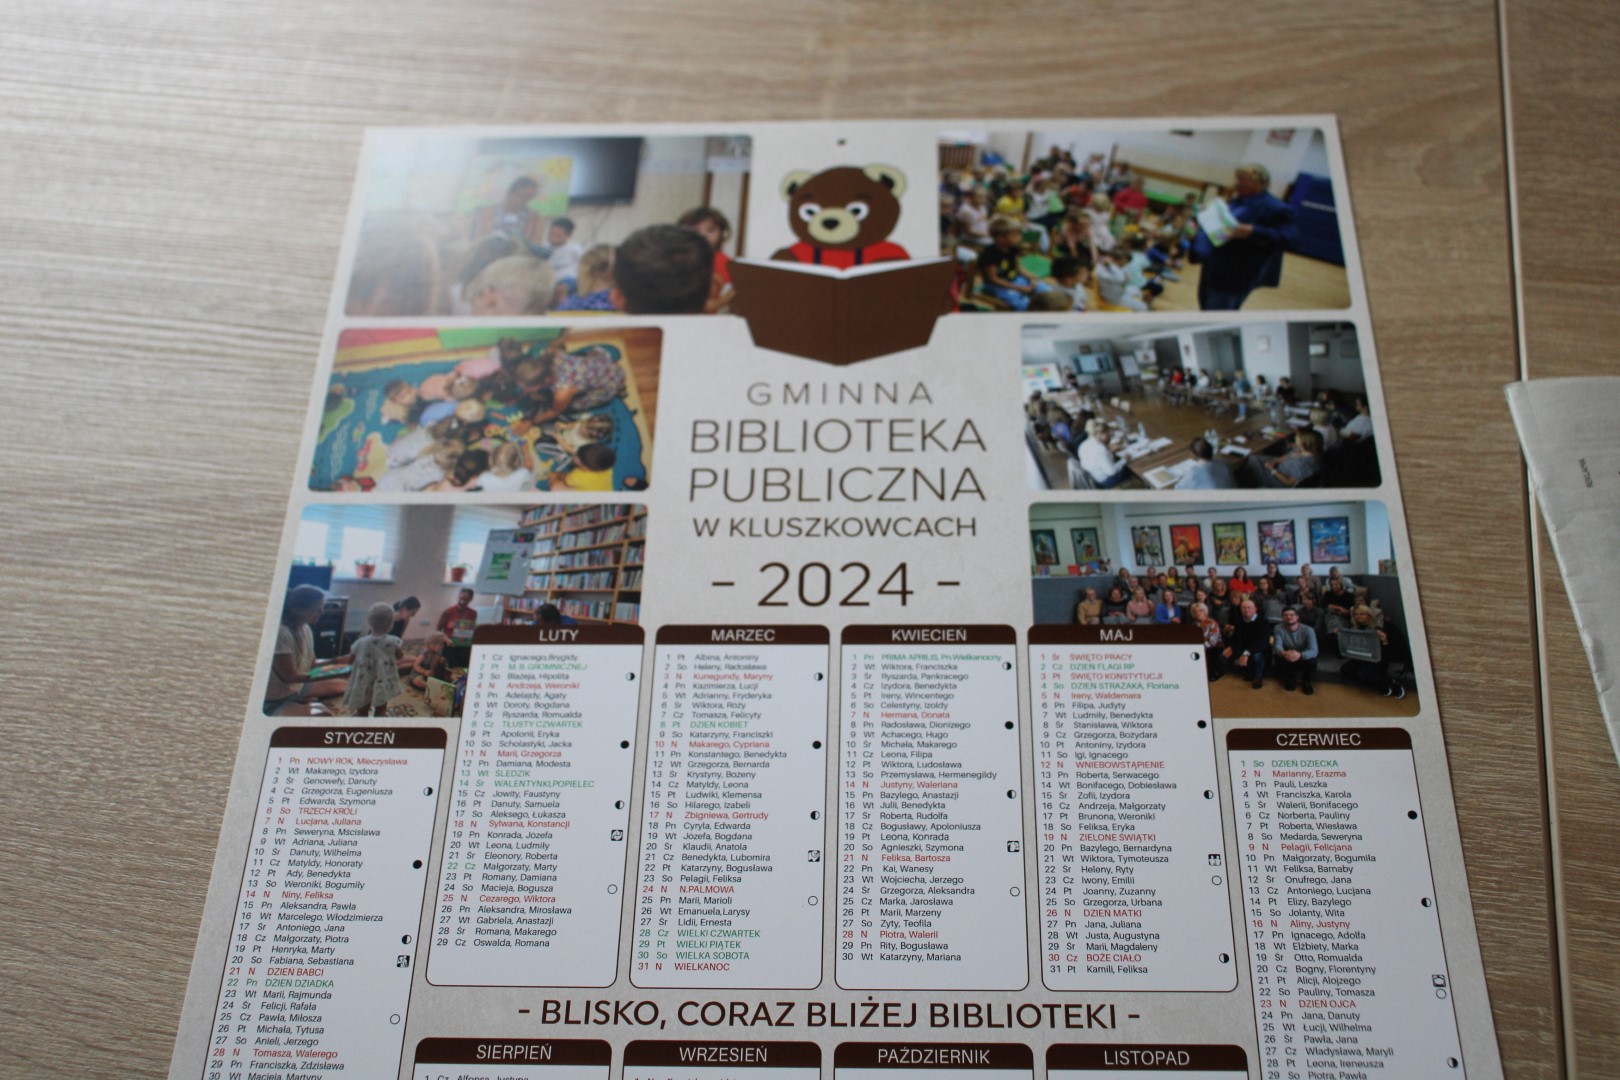 GMINNA
BIBLIOTEKA
PUBLICZNA
W KLUSZKOWCACH
- 2024 -
STYCZEŃ
1 Pn NOWY ROK, Mieczysława
2 Wt Makarego, Izydora
3 Śr Genowefy, Danuty
4 Cz Grzegorza, Eugeniusza
5 Pt Edwarda, Szymona
6 So TRZECH KRÓLI
7 N Lucjana, Juliana
8 Pn Seweryna, Mścisława
9 Wt Adriana, Juliana
10 Śr Danuty, Wilhelma
11 Cz Matyldy, Honoraty
12 Pt Ady, Benedykta
13 So Weroniki, Bogumiły
14 N Niny, Feliksa
15 Pn Aleksandra, Pawła
16 Wt Marcelego, Włodzimierza
17 Śr Antoniego, Jana
18 Cz Małgorzaty, Piotra
19 Pt Henryka, Marty
20 So Fabiana, Sebastiana
21 N DZIEŃ BABCI
22 Pn DZIEŃ DZIADKA
23 Wt Marii, Rajmunda
24 Śr Felicji, Rafała
25 Cz Pawła, Miłosza
26 Pt Michała, Tytusa
27 So Anieli, Jerzego
28 N Tomasza, Walerego
29 Pn Franciszka, Zdzisława
30 Wt Macieja, Martyny
LUTY
1 Cz Ignacego, Brygidy
2 Pt M. B. GROMNICZNEJ
3 So Błażeja, Hipolita
4 N Andrzeja, Weroniki
5 Pn Adelajdy, Agaty
6 Wt Doroty, Bogdana
7 Śr Ryszarda, Romualda
8 Cz TŁUSTY CZWARTEK
9 Pt Apolonii, Eryka
10 So Scholastyki, Jacka
11 N Marii, Grzegorza
12 Pn Damiana, Modesta
13 Wt ŚLEDZIK
14 Śr WALENTYNKI, POPIELEC
15 Cz Jowity, Faustyny
16 Pt Danuty, Samuela
17 So Aleksego, Łukasza
18 N Sylwana, Konstancji
19 Pn Konrada, Józefa
20 Wt Leona, Ludmiły
21 Śr Eleonory, Roberta
22 Cz Małgorzaty, Marty
23 Pt Romany, Damiana
24 So Macieja, Bogusza
25 N Cezarego, Wiktora
26 Pn Aleksandra, Mirosława
27 Wt Gabriela, Anastazji
28 Śr Romana, Makarego
29 Cz Oswalda, Romana
MARZEC
1 Pt Albina, Antoniny
2 So Heleny, Radosława
3 N Kunegundy, Maryny
4 Pn Kazimierza, Łucji
5 Wt Adrianny, Fryderyka
6 Śr Wiktora, Róży
7 Cz Tomasza, Felicyty
8 Pt DZIEŃ KOBIET
9 So Katarzyny, Franciszki
10 N Makarego, Cypriana
11 Pn Konstantego, Benedykta
12 Wt Grzegorza, Bernarda
13 Śr Krystyny, Bożeny
14 Cz Matyldy, Leona
15 Pt Ludwiki, Klemensa
16 So Hilarego, Izabeli
17 N Zbigniewa, Gertrudy
18 Pn Cyryla, Edwarda
19 Wt Józefa, Bogdana
20 Śr Klaudii, Anatola
21 Cz Benedykta, Lubomira
22 Pt Katarzyny, Bogusława
23 So Pelagii, Feliksa
24 N N.PALMOWA
25 Pn Marii, Marioli
26 Wt Emanuela, Larysy
27 Śr Lidii, Ernesta
28 Cz WIELKI CZWARTEK
29 Pt WIELKI PIĄTEK
30 So WIELKA SOBOTA
31 N WIELKANOC
KWIECIEŃ
1 Pn PRIMA APRILIS, Pn.Wielkanocny
2 Wt Wiktora, Franciszka
3 Śr Ryszarda, Pankracego
4 Cz Izydora, Benedykta
5 Pt Ireny, Wincentego
6 So Celestyny, Izoldy
7 N Hermana, Donata
8 Pn Radosława, Dionizego
9 Wt Achacego, Hugo
10 Śr Michała, Makarego
11 Cz Leona, Filipa
12 Pt Wiktora, Ludosława
13 So Przemysława, Hermenegildy
14 N Justyny, Waleriana
15 Pn Bazylego, Anastazji
16 Wt Julii, Benedykta
17 Śr Roberta, Rudolfa
18 Cz Bogusławy, Apoloniusza
19 Pt Leona, Konrada
20 So Agnieszki, Szymona
21 N Feliksa, Bartosza
22 Pn Kai, Wanesy
23 Wt Wojciecha, Jerzego
24 Śr Grzegorza, Aleksandra
25 Cz Marka, Jarosława
26 Pt Marii, Marzeny
27 So Zyty, Teofila
28 N Piotra, Walerii
29 Pn Rity, Bogusława
30 Wt Katarzyny, Mariana
MAJ
1 Śr ŚWIĘTO PRACY
2 Cz DZIEŃ FLAGI RP
3 Pt ŚWIĘTO KONSTYTUCJI
4 So DZIEŃ STRAŻAKA, Floriana
5 N Ireny, Waldemara
6 Pn Filipa, Judyty
7 Wt Ludmiły, Benedykta
8 Śr Stanisława, Wiktora
9 Cz Grzegorza, Bożydara
10 Pt Antoniny, Izydora
11 So Igi, Ignacego
12 N WNIEBOWSTĄPIENIE
13 Pn Roberta, Serwacego
14 Wt Bonifacego, Dobiesława
15 Śr Zofii, Izydora
16 Cz Andrzeja, Małgorzaty
17 Pt Brunona, Weroniki
18 So Feliksa, Eryka
19 N ZIELONE ŚWIĄTKI
20 Pn Bazylego, Bernardyna
21 Wt Wiktora, Tymoteusza
22 Śr Heleny, Ryty
23 Cz Iwony, Emilii
24 Pt Joanny, Zuzanny
25 So Grzegorza, Urbana
26 N DZIEŃ MATKI
27 Pn Jana, Juliana
28 Wt Justa, Augustyna
29 Śr Marii, Magdaleny
30 Cz BOŻE CIAŁO
31 Pt Kamili, Feliksa
CZERWIEC
1 So DZIEŃ DZIECKA
2 N Marianny, Erazma
3 Pn Pauli, Leszka
4 Wt Franciszka, Karola
5 Śr Walerii, Bonifacego
6 Cz Norberta, Pauliny
7 Pt Roberta, Wiesława
8 So Medarda, Seweryna
9 N Pelagii, Felicjana
10 Pn Małgorzaty, Bogumiła
11 Wt Feliksa, Barnaby
12 Śr Onufrego, Jana
13 Cz Antoniego, Lucjana
14 Pt Elizy, Bazylego
15 So Jolanty, Wita
16 N Aliny, Justyny
17 Pn Ignacego, Adolfa
18 Wt Elżbiety, Marka
19 Śr Otto, Romualda
20 Cz Bogny, Florentyny
21 Pt Alicji, Alojzego
22 So Pauliny, Tomasza
23 N DZIEŃ OJCA
24 Pn Jana, Danuty
25 Wt Łucji, Wilhelma
26 Śr Pawła, Jana
27 Cz Władysława, Maryli
28 Pt Leona, Ireneusza
29 So Piotra, Pawła
- BLISKO, CORAZ BLIŻEJ BIBLIOTEKI -
SIERPIEŃ
1 Cz Alfonsa, Justyna
WRZESIEŃ
PAŹDZIERNIK
LISTOPAD